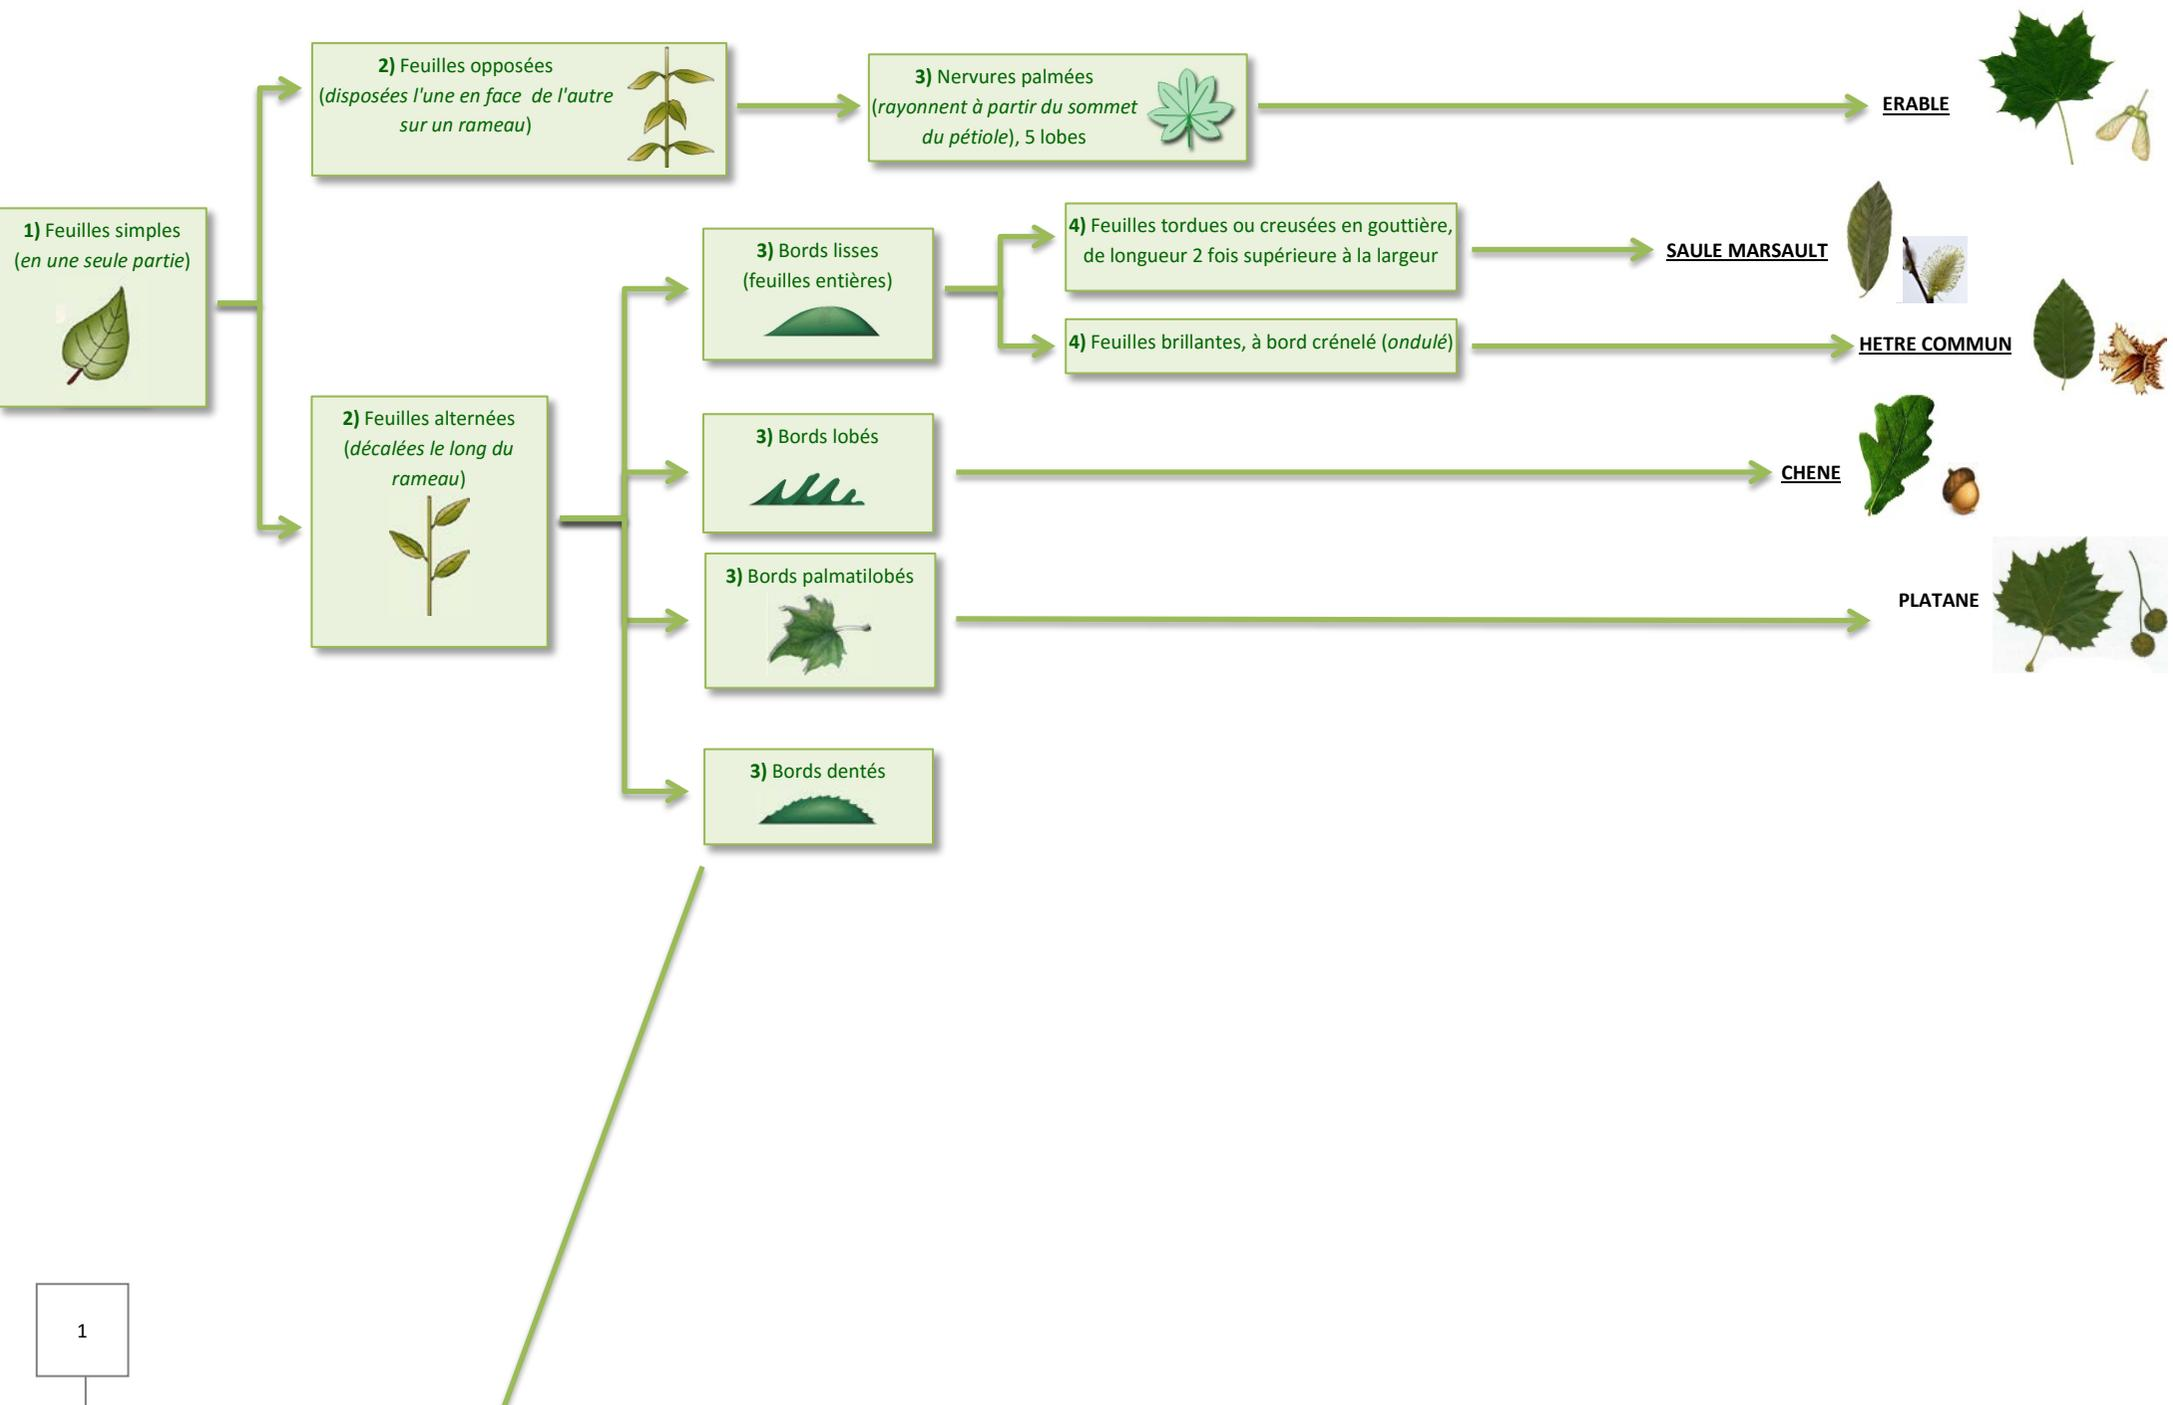 2) Feuilles opposées
(disposées l'une en face de l'autre
sur un rameau)
3) Nervures palmées
(rayonnent à partir du sommet
du pétiole), 5 lobes
ERABLE
1) Feuilles simples
(en une seule partie)
3) Bords lisses
(feuilles entières)
4) Feuilles tordues ou creusées en gouttière,
de longueur 2 fois supérieure à la largeur
SAULE MARSAULT
4) Feuilles brillantes, à bord crénelé (ondulé)
HETRE COMMUN
2) Feuilles alternées
(décalées le long du
rameau)
3) Bords lobés
CHENE
3) Bords palmatilobés
PLATANE
3) Bords dentés
1